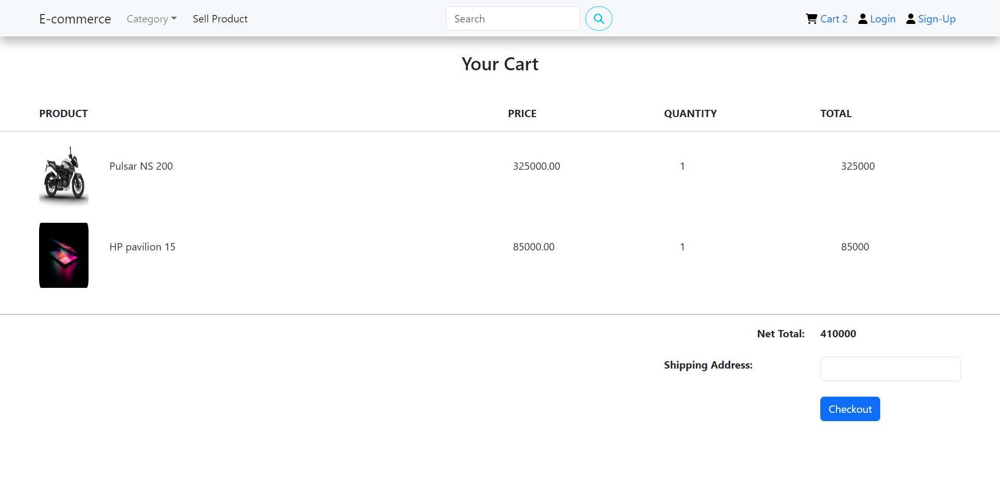 E-commerce Category Sell Product Search Cart 2 Login Sign-Up
Your Cart
PRODUCT PRICE QUANTITY TOTAL
Pulsar NS 200 325000.00 1 325000
HP pavilion 15 85000.00 1 85000
Net Total: 410000
Shipping Address:
Checkout